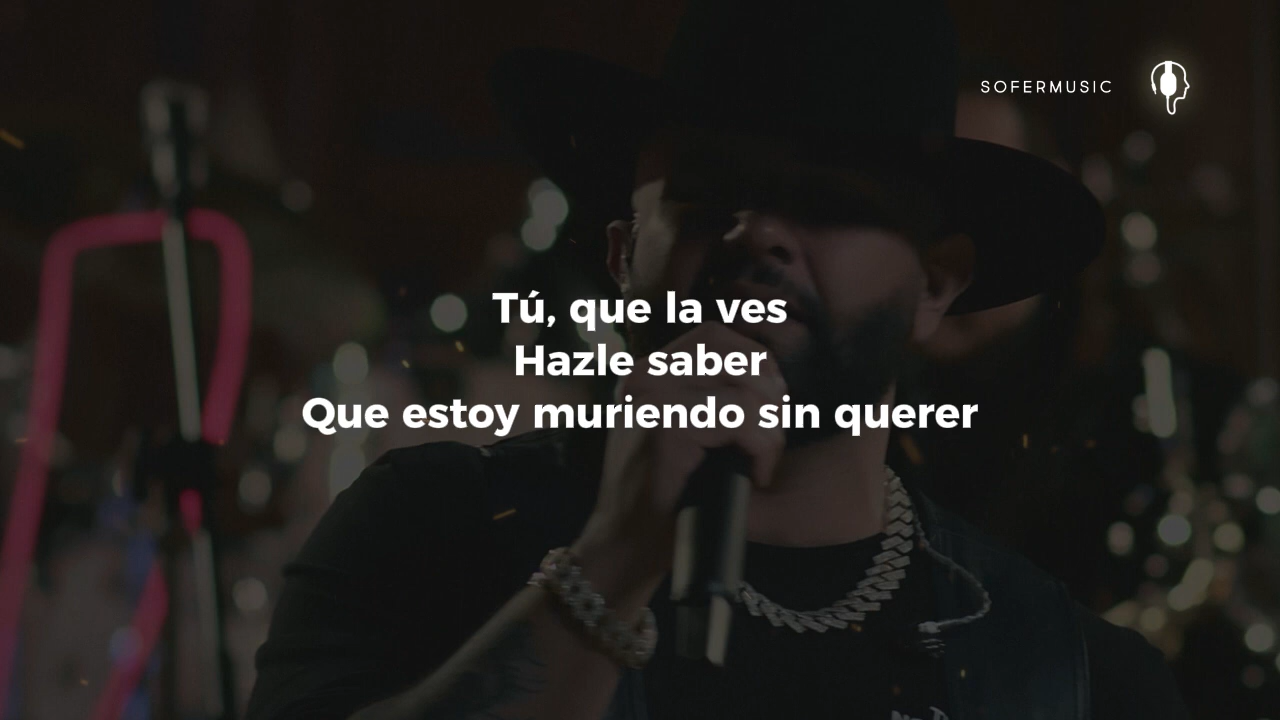 SOFERMUSIC
Tú, que la ves
Hazle saber
Que estoy muriendo sin querer